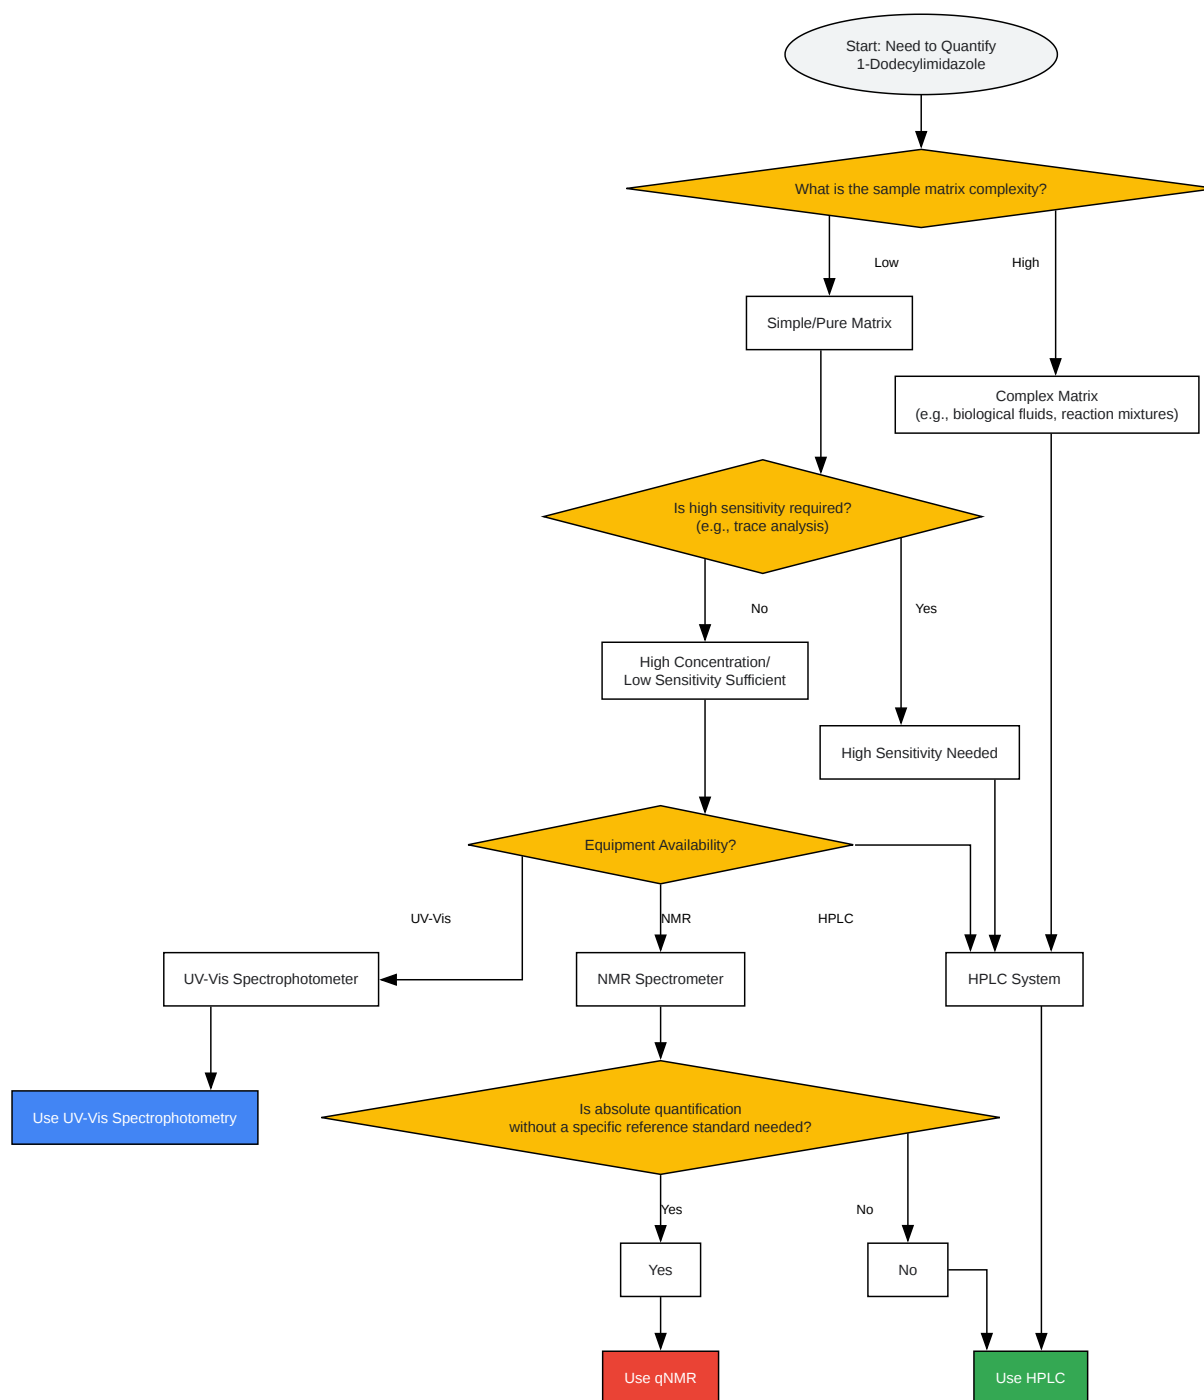 Start: Need to Quantify
1-Dodecylimidazole
What is the sample matrix complexity?
Low
High
Simple/Pure Matrix
Complex Matrix
(e.g., biological fluids, reaction mixtures)
Is high sensitivity required?
(e.g., trace analysis)
No
Yes
High Concentration/
Low Sensitivity Sufficient
High Sensitivity Needed
Equipment Availability?
UV-Vis
NMR
HPLC
UV-Vis Spectrophotometer
NMR Spectrometer
HPLC System
Use UV-Vis Spectrophotometry
Is absolute quantification
without a specific reference standard needed?
Yes
No
Yes
No
Use qNMR
Use HPLC